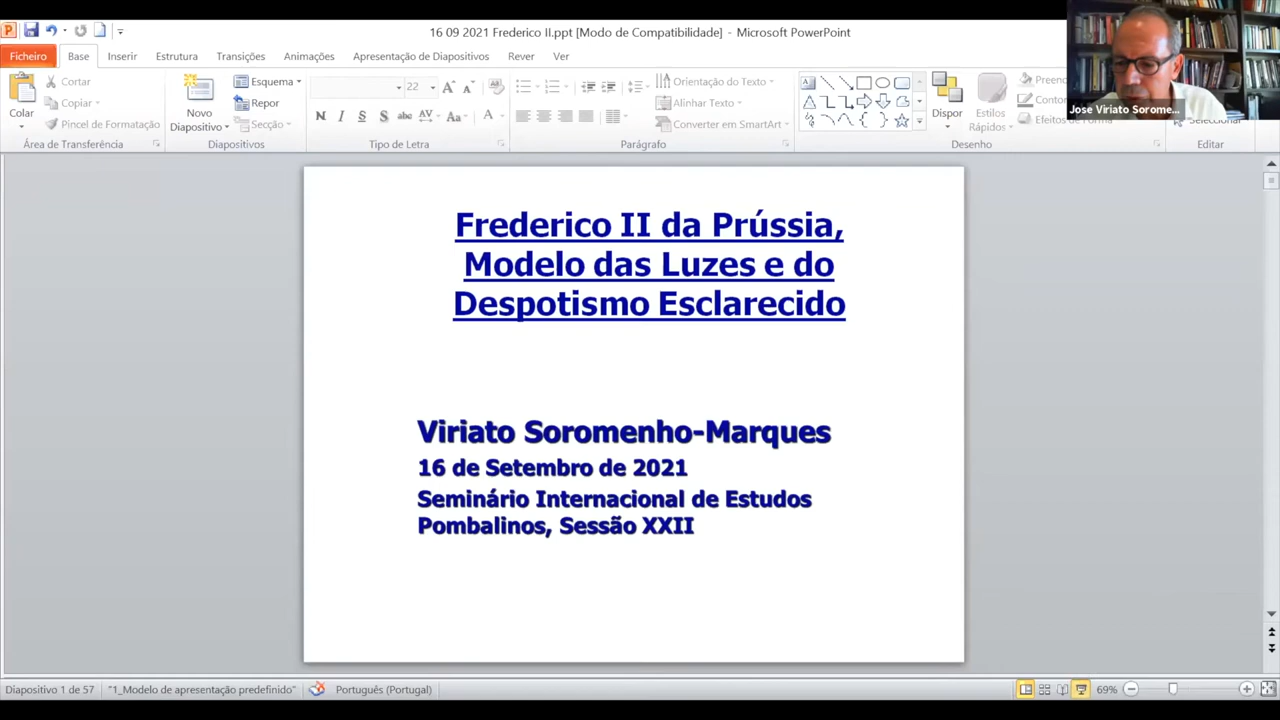 16 09 2021 Frederico II.ppt [Modo de Compatibilidade] - Microsoft PowerPoint
Ficheiro Base Inserir Estrutura Transições Animações Apresentação de Diapositivos Rever Ver
Colar
Cortar
Copiar
Pincel de Formatação
Área de Transferência
Novo
Diapositivo
Esquema
Repor
Secção
Diapositivos
22
N I S S abc AV Aa A
Tipo de Letra
Orientação do Texto
Alinhar Texto
Converter em SmartArt
Parágrafo
Dispor
Estilos
Rápidos
Desenho
Editar
Jose Viriato Sorome...
Frederico II da Prússia,
Modelo das Luzes e do
Despotismo Esclarecido
Viriato Soromenho-Marques
16 de Setembro de 2021
Seminário Internacional de Estudos
Pombalinos, Sessão XXII
Diapositivo 1 de 57 "1_Modelo de apresentação predefinido" Português (Portugal) 69%